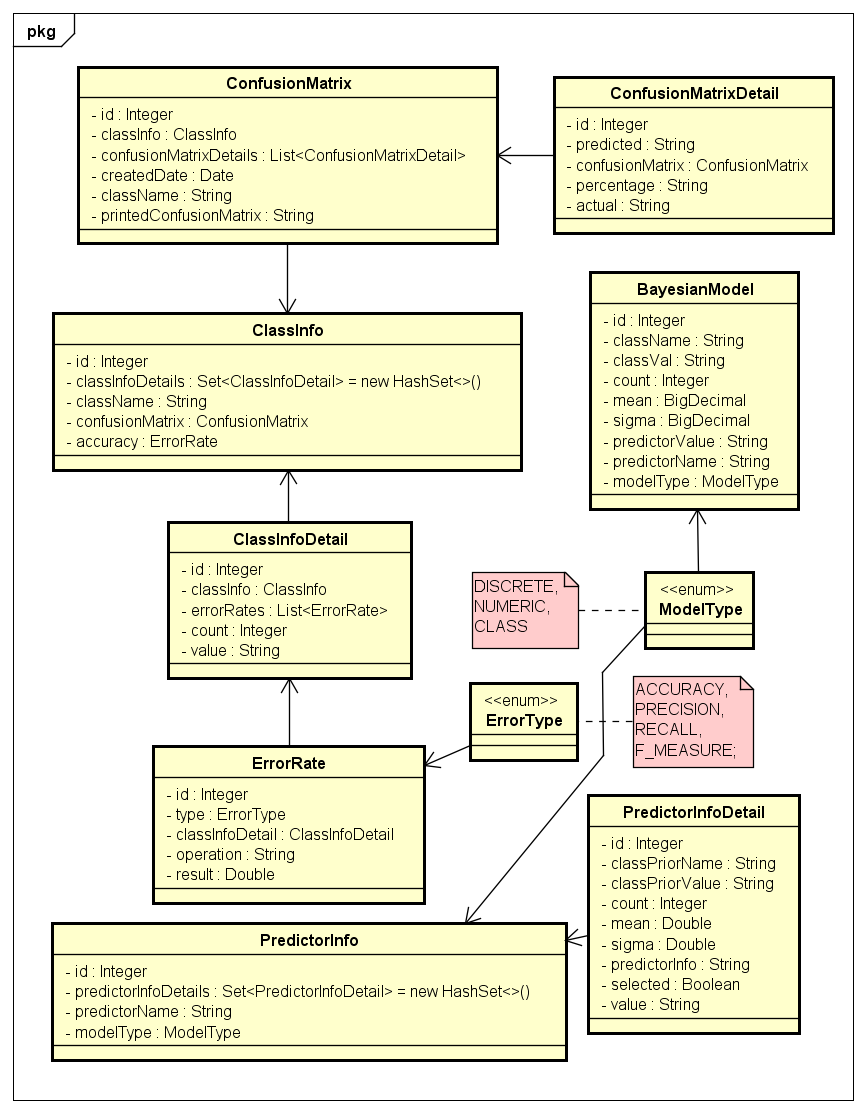 pkg
ConfusionMatrix
- id : Integer
- classInfo : ClassInfo
- confusionMatrixDetails : List<ConfusionMatrixDetail>
- createdDate : Date
- className : String
- printedConfusionMatrix : String
ConfusionMatrixDetail
- id : Integer
- predicted : String
- confusionMatrix : ConfusionMatrix
- percentage : String
- actual : String
ClassInfo
- id : Integer
- classInfoDetails : Set<ClassInfoDetail> = new HashSet<>()
- className : String
- confusionMatrix : ConfusionMatrix
- accuracy : ErrorRate
BayesianModel
- id : Integer
- className : String
- classVal : String
- count : Integer
- mean : BigDecimal
- sigma : BigDecimal
- predictorValue : String
- predictorName : String
- modelType : ModelType
ClassInfoDetail
- id : Integer
- classInfo : ClassInfo
- errorRates : List<ErrorRate>
- count : Integer
- value : String
DISCRETE,
NUMERIC,
CLASS
<<enum>>
ModelType
<<enum>>
ErrorType
ACCURACY,
PRECISION,
RECALL,
F_MEASURE;
ErrorRate
- id : Integer
- type : ErrorType
- classInfoDetail : ClassInfoDetail
- operation : String
- result : Double
PredictorInfoDetail
- id : Integer
- classPriorName : String
- classPriorValue : String
- count : Integer
- mean : Double
- sigma : Double
- predictorInfo : String
- selected : Boolean
- value : String
PredictorInfo
- id : Integer
- predictorInfoDetails : Set<PredictorInfoDetail> = new HashSet<>()
- predictorName : String
- modelType : ModelType